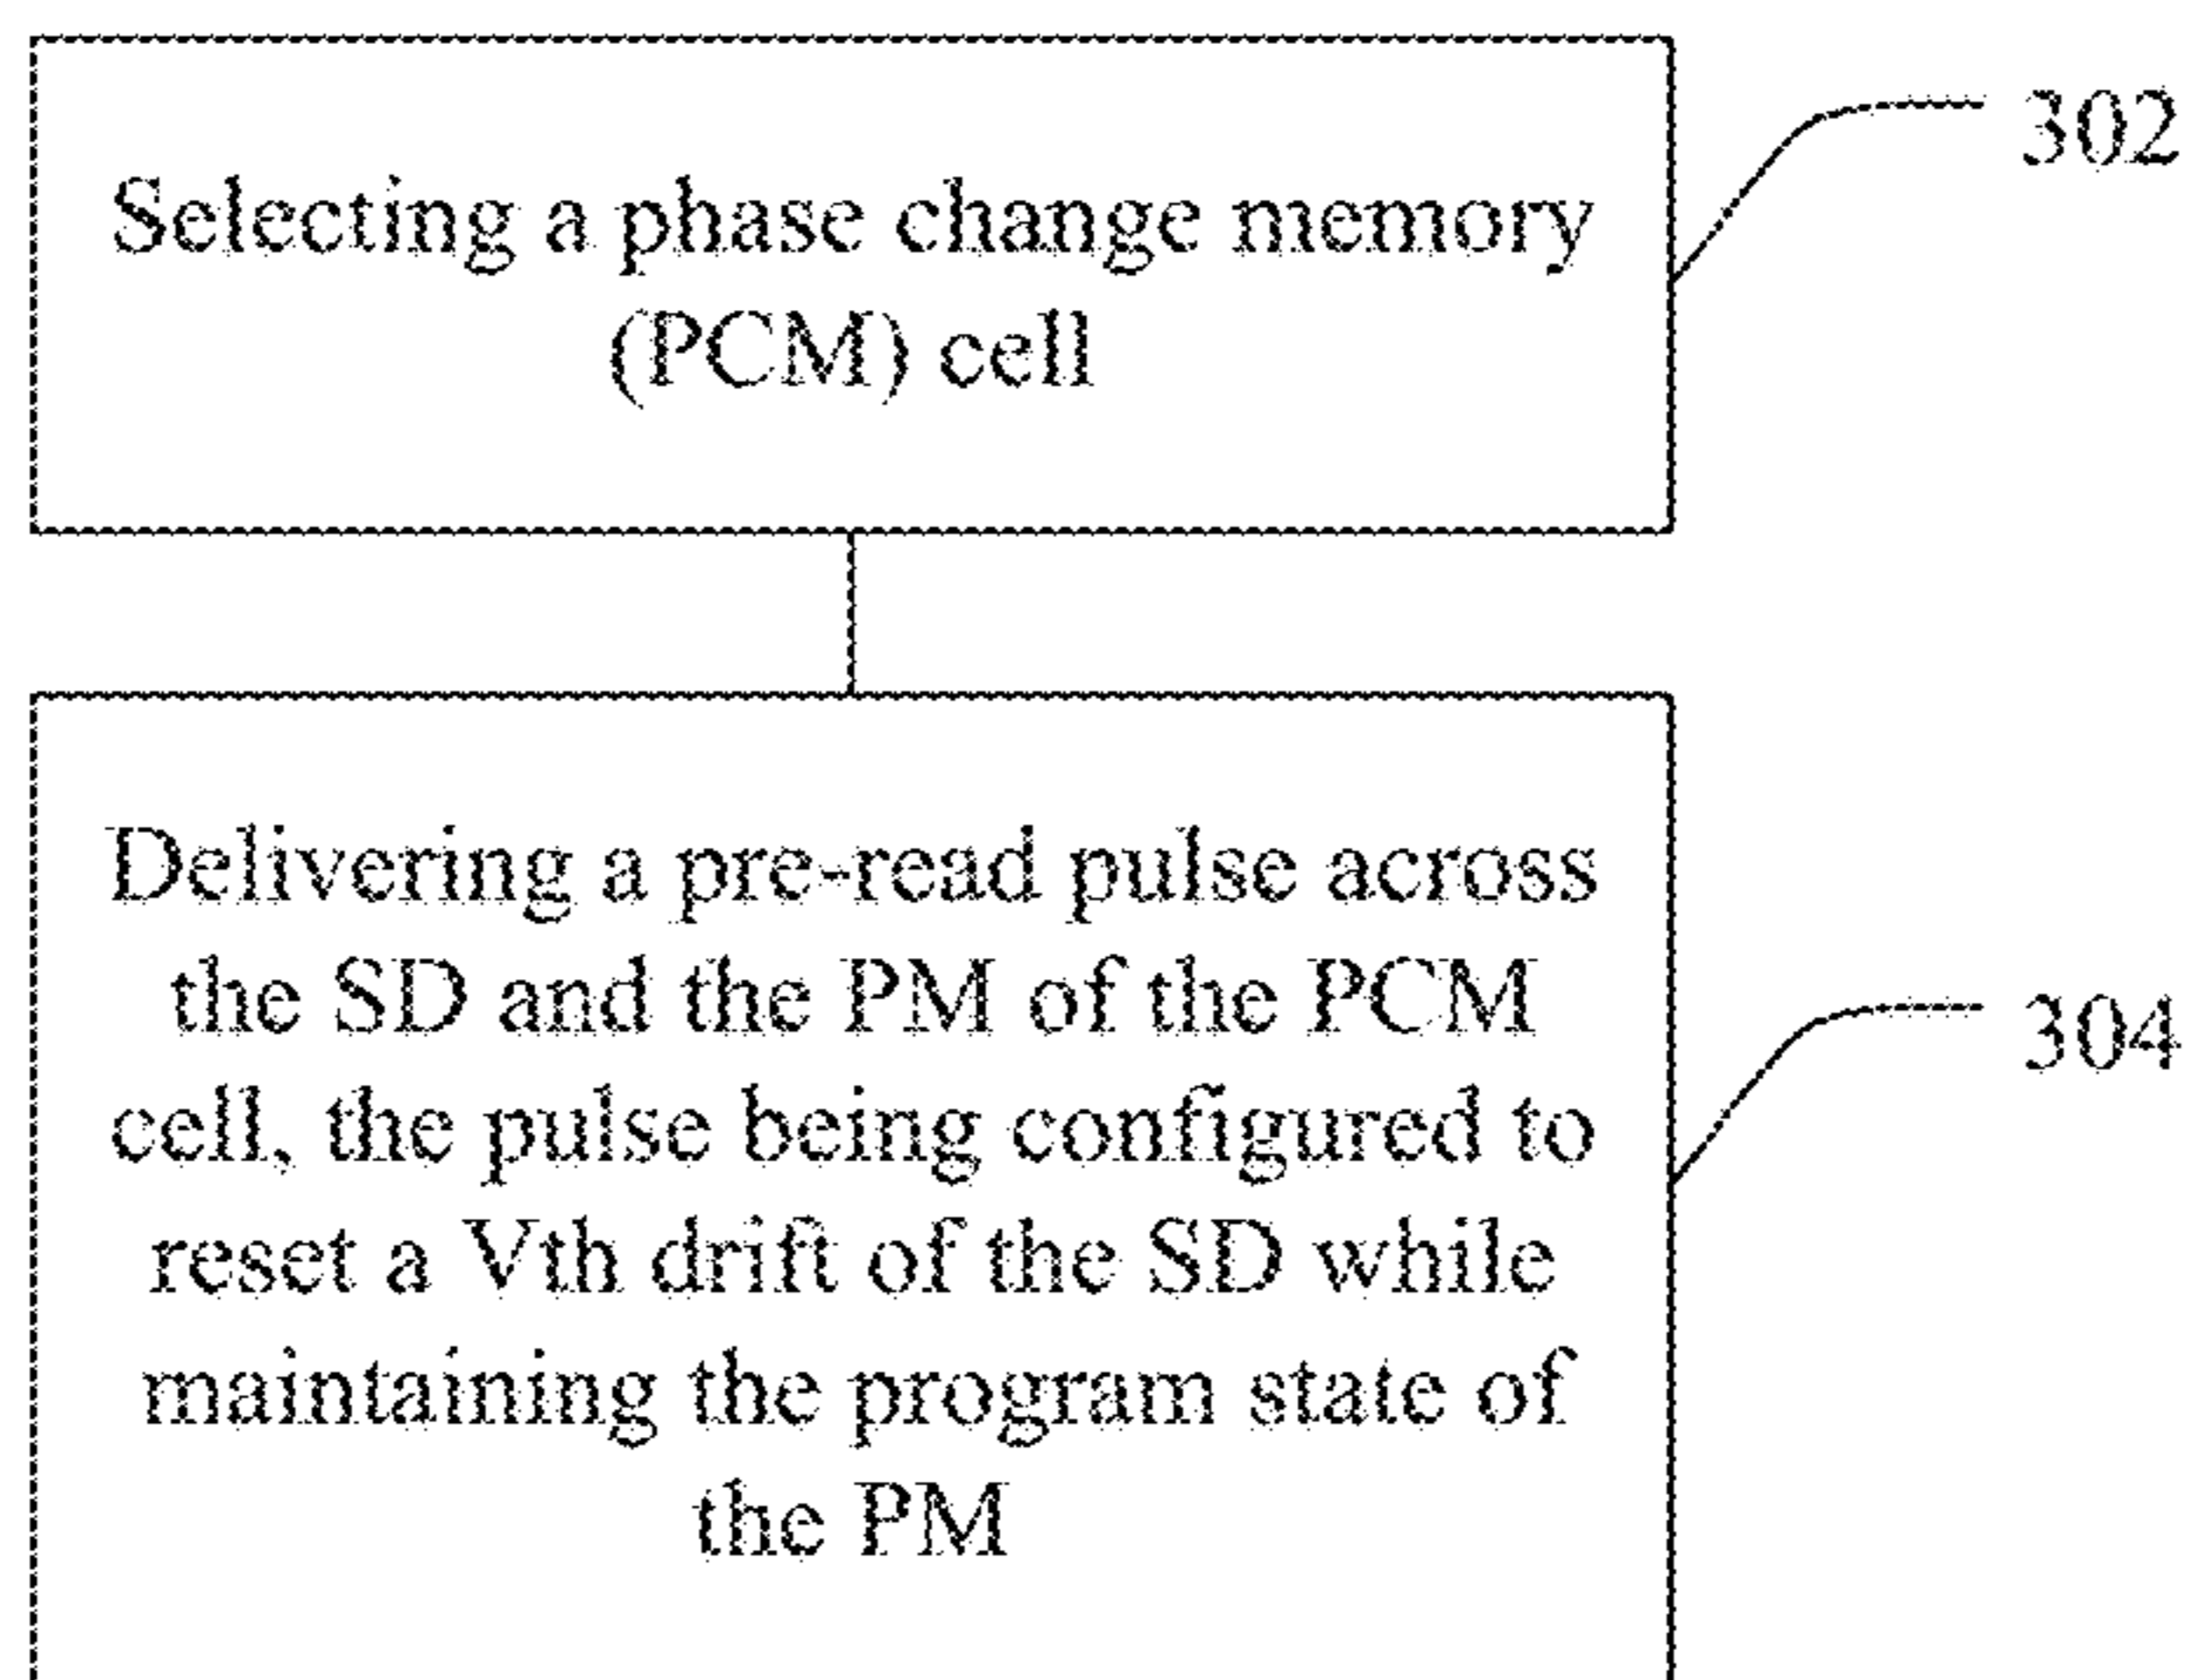 Selecting a phase change memory
(PCM) cell
302
Delivering a pre-read pulse across
the SD and the PM of the PCM
cell, the pulse being configured to
reset a Vth drift of the SD while
maintaining the program state of
the PM
304